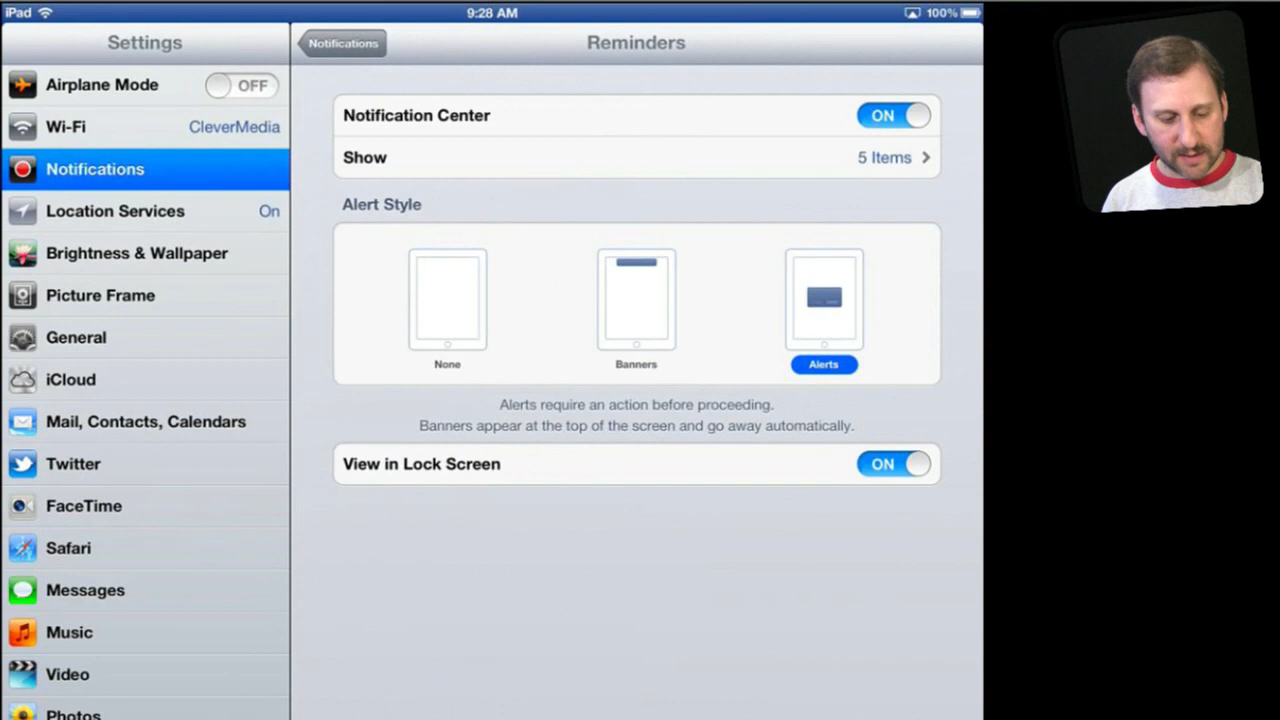 iPad 9:28 AM 100%
Settings
Notifications
Reminders
Airplane Mode OFF
Wi-Fi CleverMedia
Notifications
Location Services On
Brightness & Wallpaper
Picture Frame
General
iCloud
Mail, Contacts, Calendars
Twitter
FaceTime
Safari
Messages
Music
Video
Photos
Notification Center ON
Show 5 Items
Alert Style
None Banners Alerts
Alerts require an action before proceeding.
Banners appear at the top of the screen and go away automatically.
View in Lock Screen ON